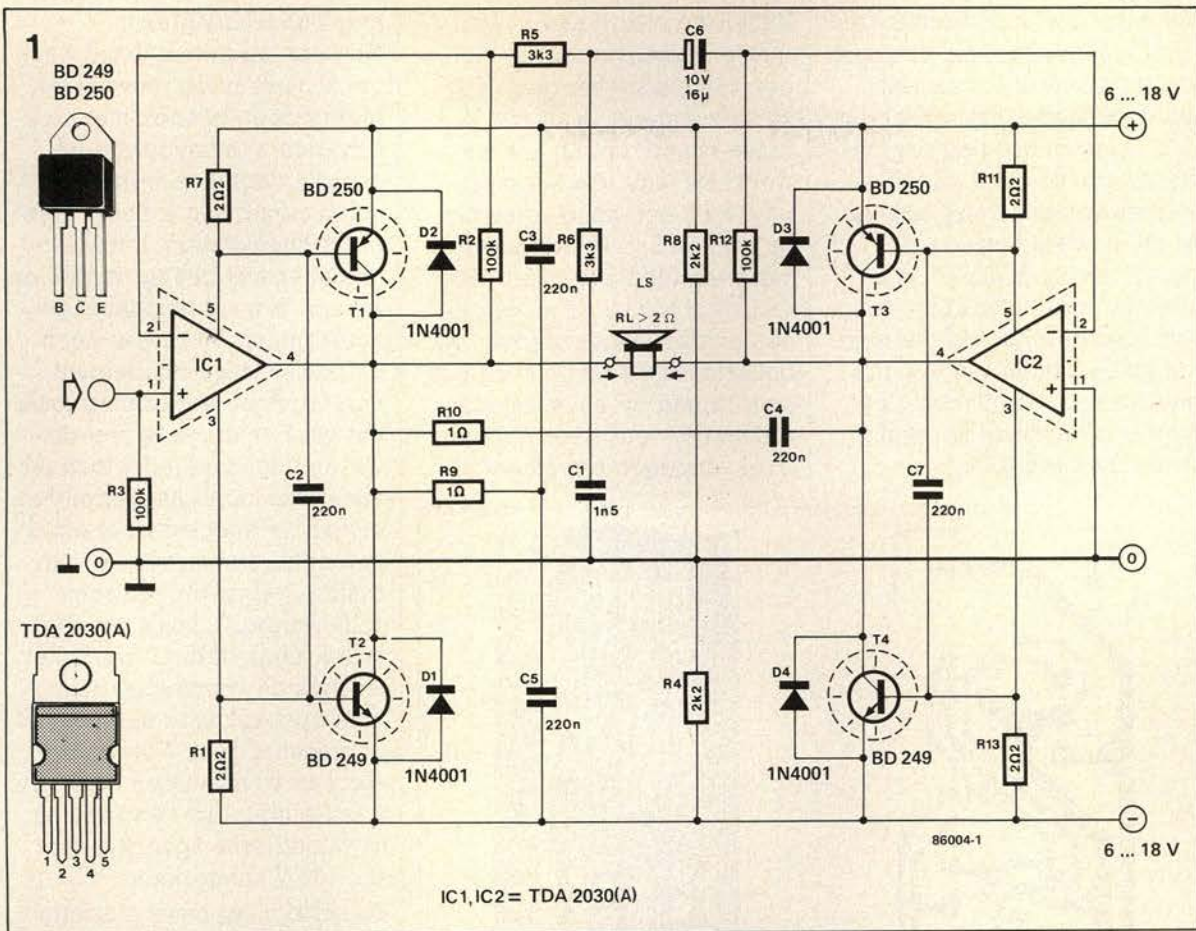 1
BD 249
BD 250
B C E
R5
3k3
C6
10V
16µ
6 ... 18 V
+
R7
2Ω2
BD 250
T1
D2
1N4001
R2
100k
C3
220n
R6
3k3
R8
2k2
R12
100k
D3
1N4001
BD 250
T3
R11
2Ω2
LS
RL > 2 Ω
2
1
5
4
3
IC1
+
4
5
3
2
1
IC2
−
+
R3
100k
C2
220n
R10
1Ω
R9
1Ω
C1
1n5
C4
220n
C7
220n
0
0
TDA 2030(A)
1 2 3 4 5
R1
2Ω2
T2
BD 249
D1
1N4001
C5
220n
R4
2k2
D4
1N4001
T4
BD 249
R13
2Ω2
−
86004-1
6 ... 18 V
IC1, IC2 = TDA 2030(A)